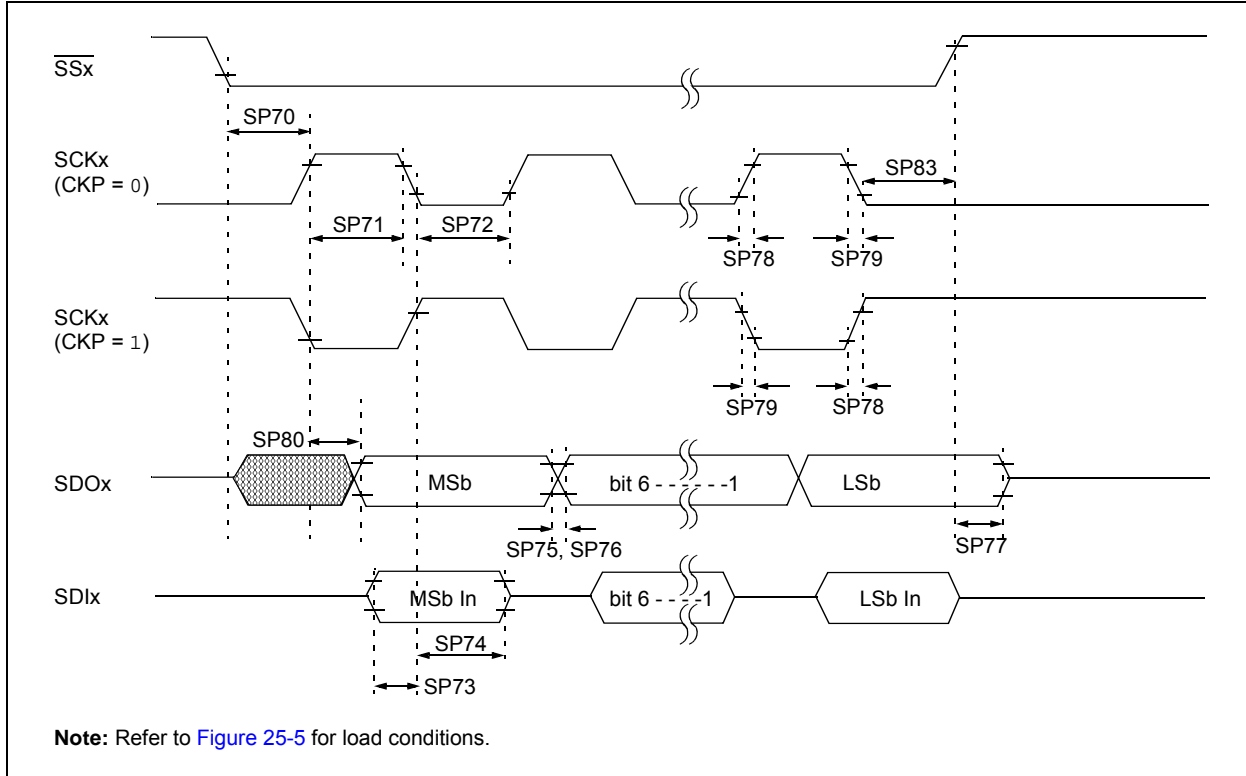 SSx
SP70
SCKx
(CKP = 0)
SP83
SP71
SP72
SP78
SP79
SCKx
(CKP = 1)
SP79
SP78
SP80
SDOx
MSb
bit 6 - - - - - -1
LSb
SP75, SP76
SP77
SDIx
MSb In
bit 6 - - - -1
LSb In
SP74
SP73
Note: Refer to Figure 25-5 for load conditions.